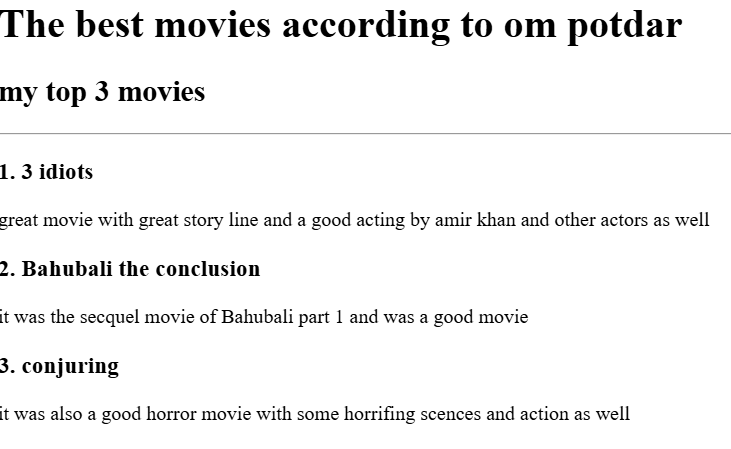 The best movies according to om potdar
my top 3 movies
1. 3 idiots
great movie with great story line and a good acting by amir khan and other actors as well
2. Bahubali the conclusion
it was the secquel movie of Bahubali part 1 and was a good movie
3. conjuring
it was also a good horror movie with some horrifing scences and action as well